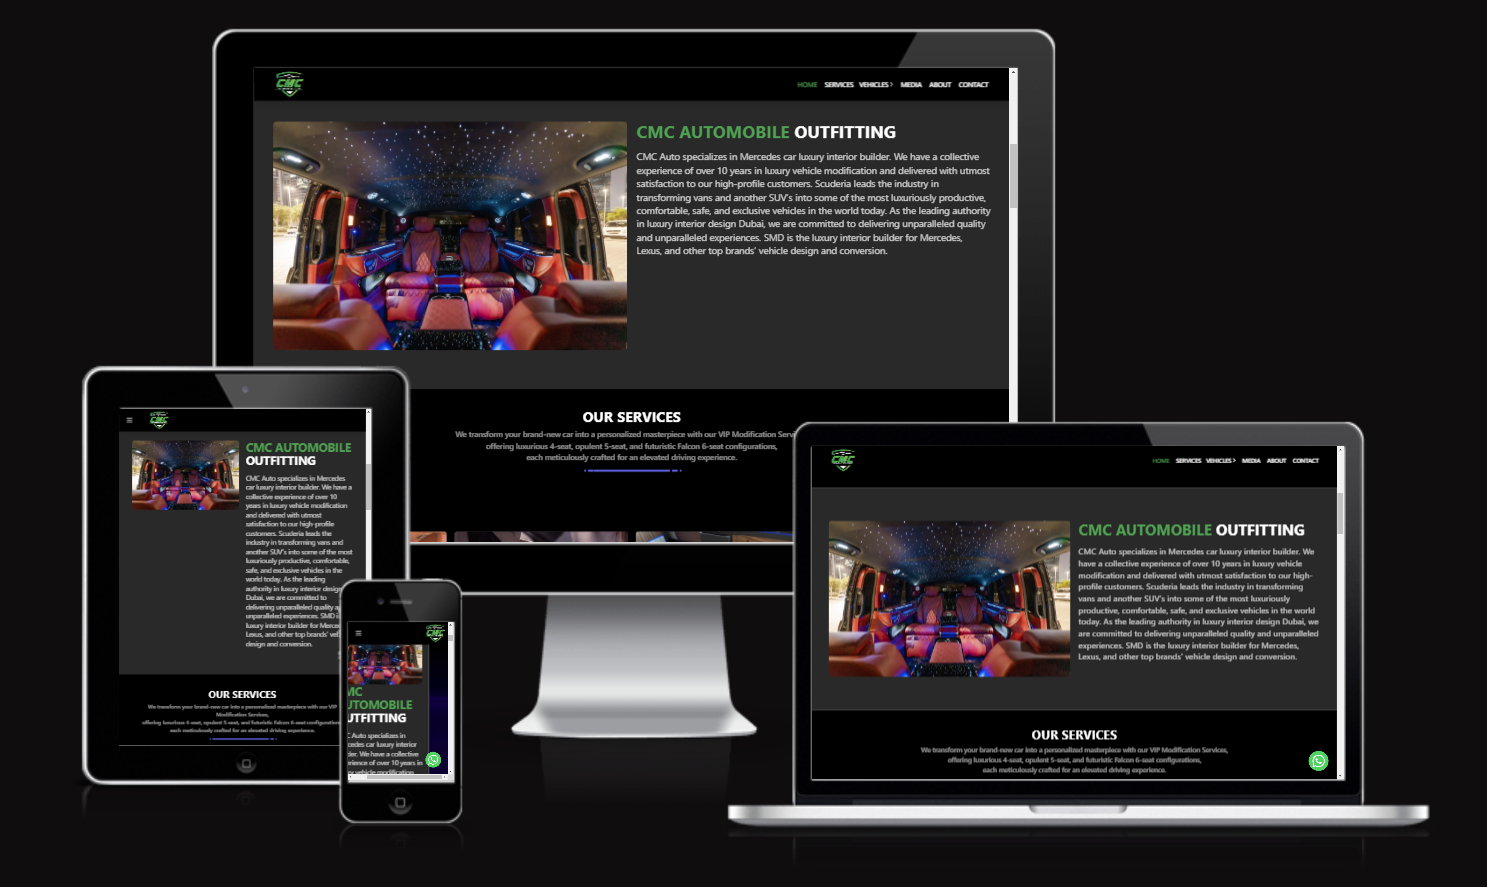 CMC
HOME SERVICES VEHICLES MEDIA ABOUT CONTACT
CMC AUTOMOBILE OUTFITTING
CMC Auto specializes in Mercedes car luxury interior builder. We have a collective
experience of over 10 years in luxury vehicle modification and delivered with utmost
satisfaction to our high-profile customers. Scuderia leads the industry in
transforming vans and another SUV's into some of the most luxuriously productive,
comfortable, safe, and exclusive vehicles in the world today. As the leading authority
in luxury interior design Dubai, we are committed to delivering unparalleled quality
and unparalleled experiences. SMD is the luxury interior builder for Mercedes,
Lexus, and other top brands' vehicle design and conversion.
OUR SERVICES
We transform your brand-new car into a personalized masterpiece with our VIP Modification Servi
offering luxurious 4-seat, opulent 5-seat, and futuristic Falcon 6-seat configurations,
each meticulously crafted for an elevated driving experience.
CMC
CMC AUTOMOBILE
OUTFITTING
CMC Auto specializes in Mercedes
car luxury interior builder. We have a
collective experience of over 10
years in luxury vehicle modification
and delivered with utmost
satisfaction to our high-profile
customers. Scuderia leads the
industry in transforming vans and
another SUV's into some of the most
luxuriously productive, comfortable,
safe, and exclusive vehicles in the
world today. As the leading
authority in luxury interior design
Dubai, we are committed to
delivering unparalleled quality
unparalleled experiences. SMD
luxury interior builder for Merce
Lexus, and other top brands' ve
design and conversion.
OUR SERVICES
We transform your brand-new car into a personalized masterpiece with our VIP
Modification Services,
offering luxurious 4-seat, opulent 5-seat, and futuristic Falcon 6-seat configuration
each meticulously crafted for an elevated driving experience.
CMC
MC
UTOMOBILE
UTFITTING
Auto specializes in
cedes car luxury interior
der. We have a collective
rience of over 10 years in
ry vehicle modification
CMC
HOME SERVICES VEHICLES MEDIA ABOUT CONTACT
CMC AUTOMOBILE OUTFITTING
CMC Auto specializes in Mercedes car luxury interior builder. We
have a collective experience of over 10 years in luxury vehicle
modification and delivered with utmost satisfaction to our high-
profile customers. Scuderia leads the industry in transforming
vans and another SUV's into some of the most luxuriously
productive, comfortable, safe, and exclusive vehicles in the world
today. As the leading authority in luxury interior design Dubai, we
are committed to delivering unparalleled quality and unparalleled
experiences. SMD is the luxury interior builder for Mercedes,
Lexus, and other top brands' vehicle design and conversion.
OUR SERVICES
We transform your brand-new car into a personalized masterpiece with our VIP Modification Services,
offering luxurious 4-seat, opulent 5-seat, and futuristic Falcon 6-seat configurations,
each meticulously crafted for an elevated driving experience.